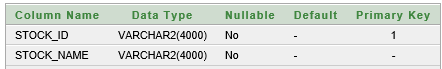 Column Name Data Type Nullable Default Primary Key
STOCK_ID VARCHAR2(4000) No - 1
STOCK_NAME VARCHAR2(4000) No - -